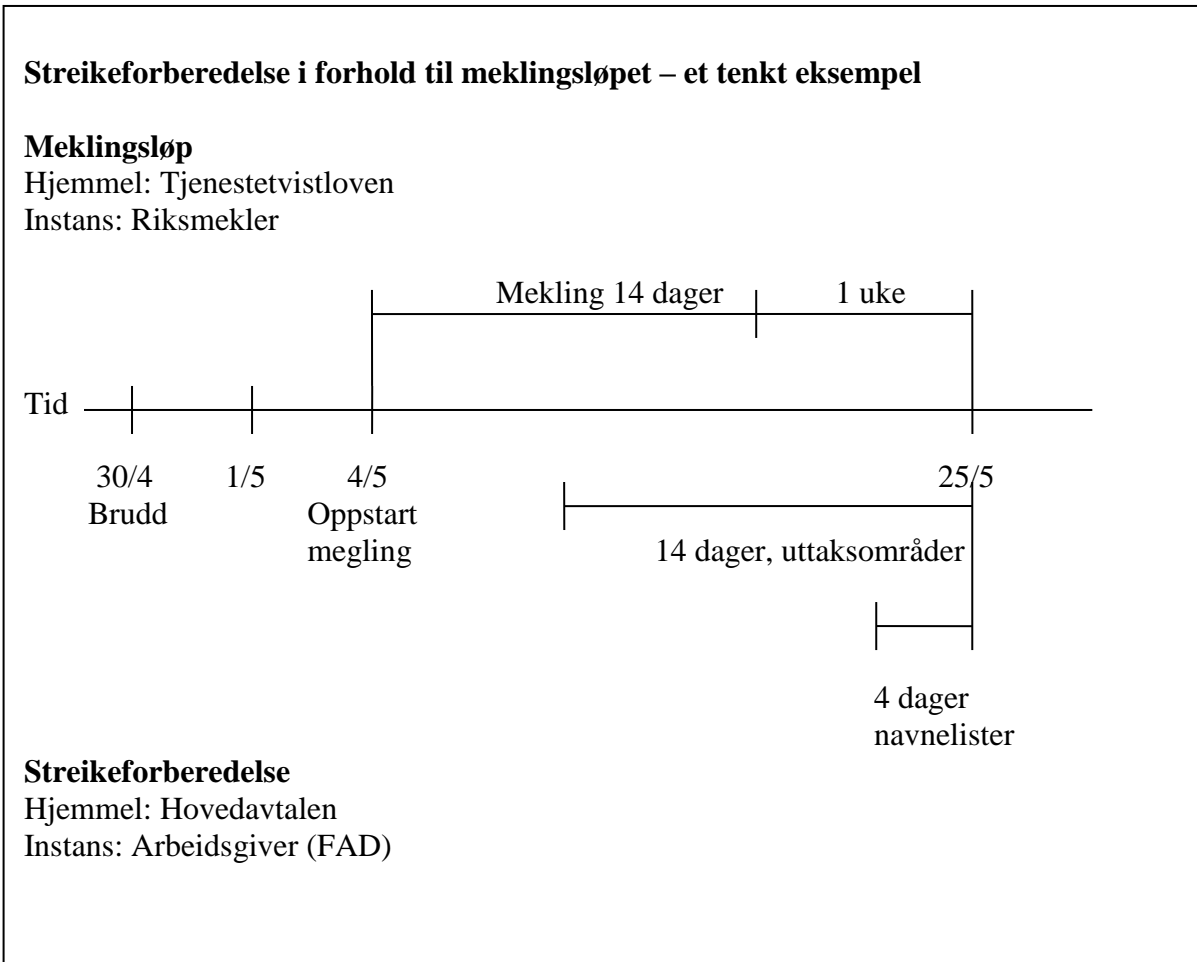 Streikeforberedelse i forhold til meklingsløpet – et tenkt eksempel
Meklingsløp
Hjemmel: Tjenestetvistloven
Instans: Riksmekler
Mekling 14 dager
1 uke
Tid
30/4
Brudd
1/5
4/5
Oppstart
megling
25/5
14 dager, uttaksområder
4 dager
navnelister
Streikeforberedelse
Hjemmel: Hovedavtalen
Instans: Arbeidsgiver (FAD)